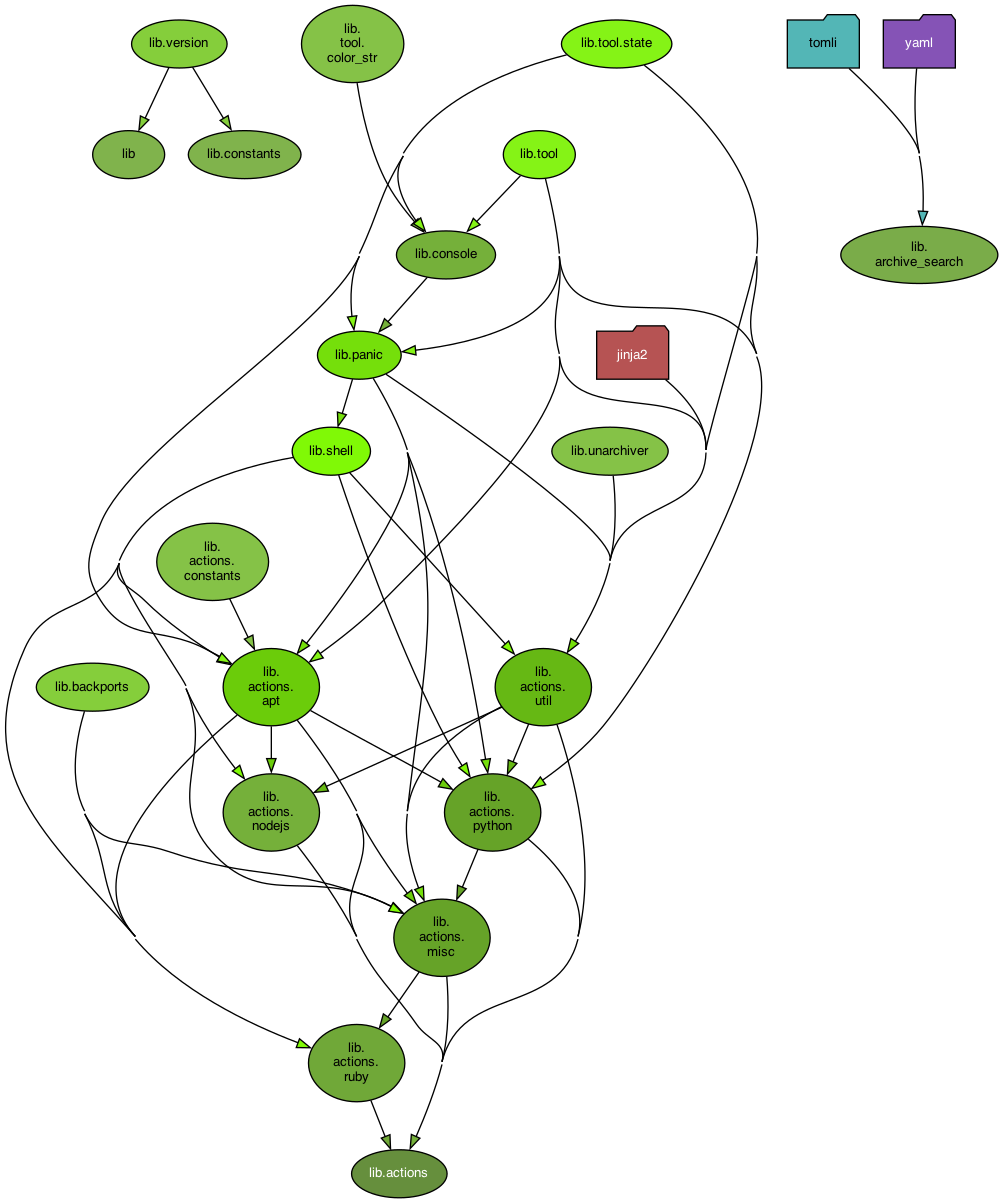 lib.version
lib.
tool.
color_str
lib.tool.state
tomli
yaml
lib
lib.constants
lib.tool
lib.console
lib.
archive_search
lib.panic
jinja2
lib.shell
lib.unarchiver
lib.
actions.
constants
lib.backports
lib.
actions.
apt
lib.
actions.
util
lib.
actions.
nodejs
lib.
actions.
python
lib.
actions.
misc
lib.
actions.
ruby
lib.actions